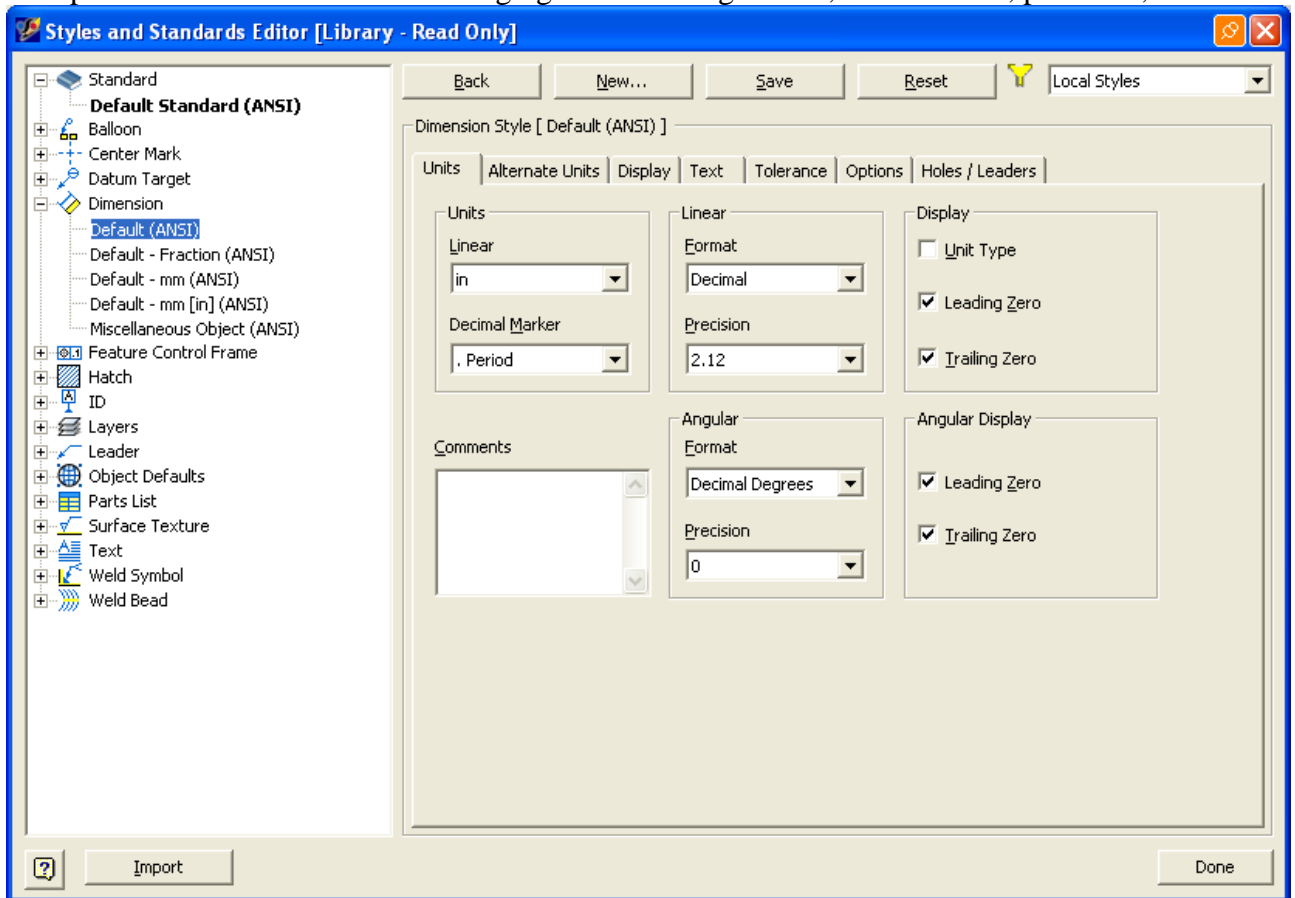 Styles and Standards Editor [Library - Read Only]
Standard
Default Standard (ANSI)
Balloon
Center Mark
Datum Target
Dimension
Default (ANSI)
Default - Fraction (ANSI)
Default - mm (ANSI)
Default - mm [in] (ANSI)
Miscellaneous Object (ANSI)
Feature Control Frame
Hatch
ID
Layers
Leader
Object Defaults
Parts List
Surface Texture
Text
Weld Symbol
Weld Bead
Back New... Save Reset Local Styles
Dimension Style [ Default (ANSI) ]
Units Alternate Units Display Text Tolerance Options Holes / Leaders
Units
Linear
in
Decimal Marker
. Period
Linear
Format
Decimal
Precision
2.12
Display
Unit Type
Leading Zero
Trailing Zero
Comments
Angular
Format
Decimal Degrees
Precision
0
Angular Display
Leading Zero
Trailing Zero
Import
Done